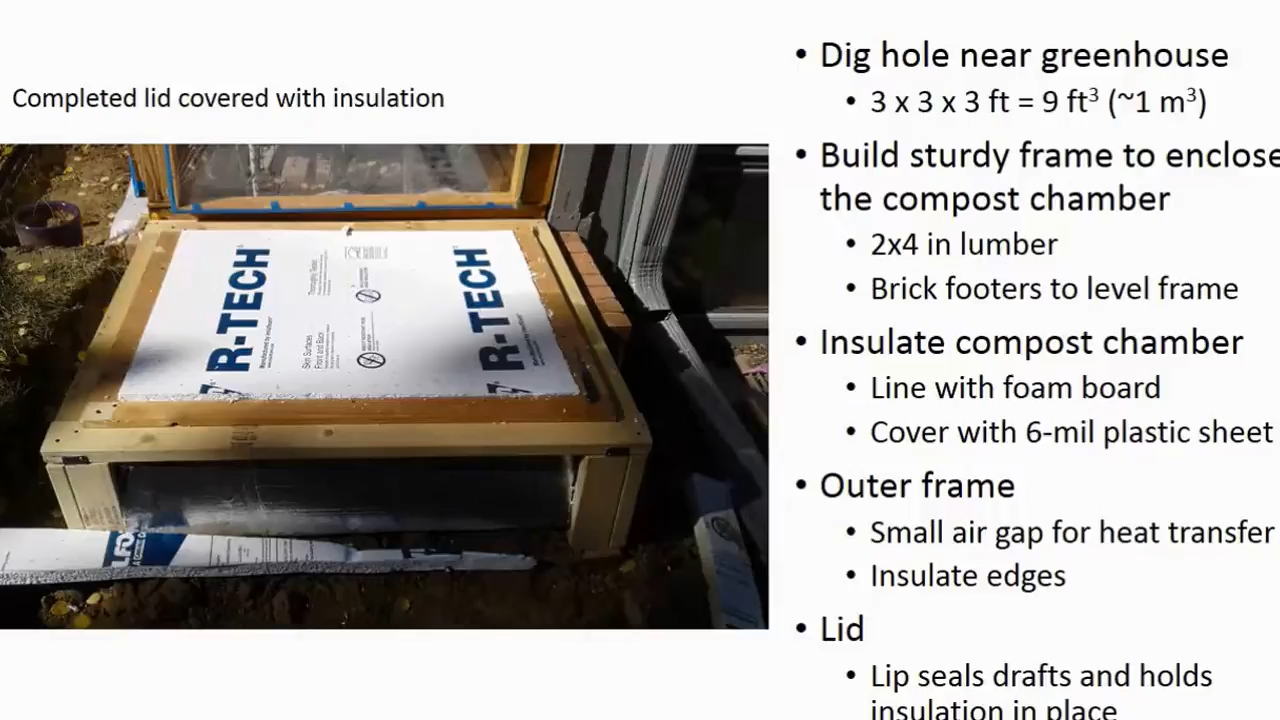 Completed lid covered with insulation
R-TECH
R-TECH
• Dig hole near greenhouse
• 3 x 3 x 3 ft = 9 ft³ (~1 m³)
• Build sturdy frame to enclose
the compost chamber
• 2x4 in lumber
• Brick footers to level frame
• Insulate compost chamber
• Line with foam board
• Cover with 6-mil plastic sheet
• Outer frame
• Small air gap for heat transfer
• Insulate edges
• Lid
• Lip seals drafts and holds
insulation in place